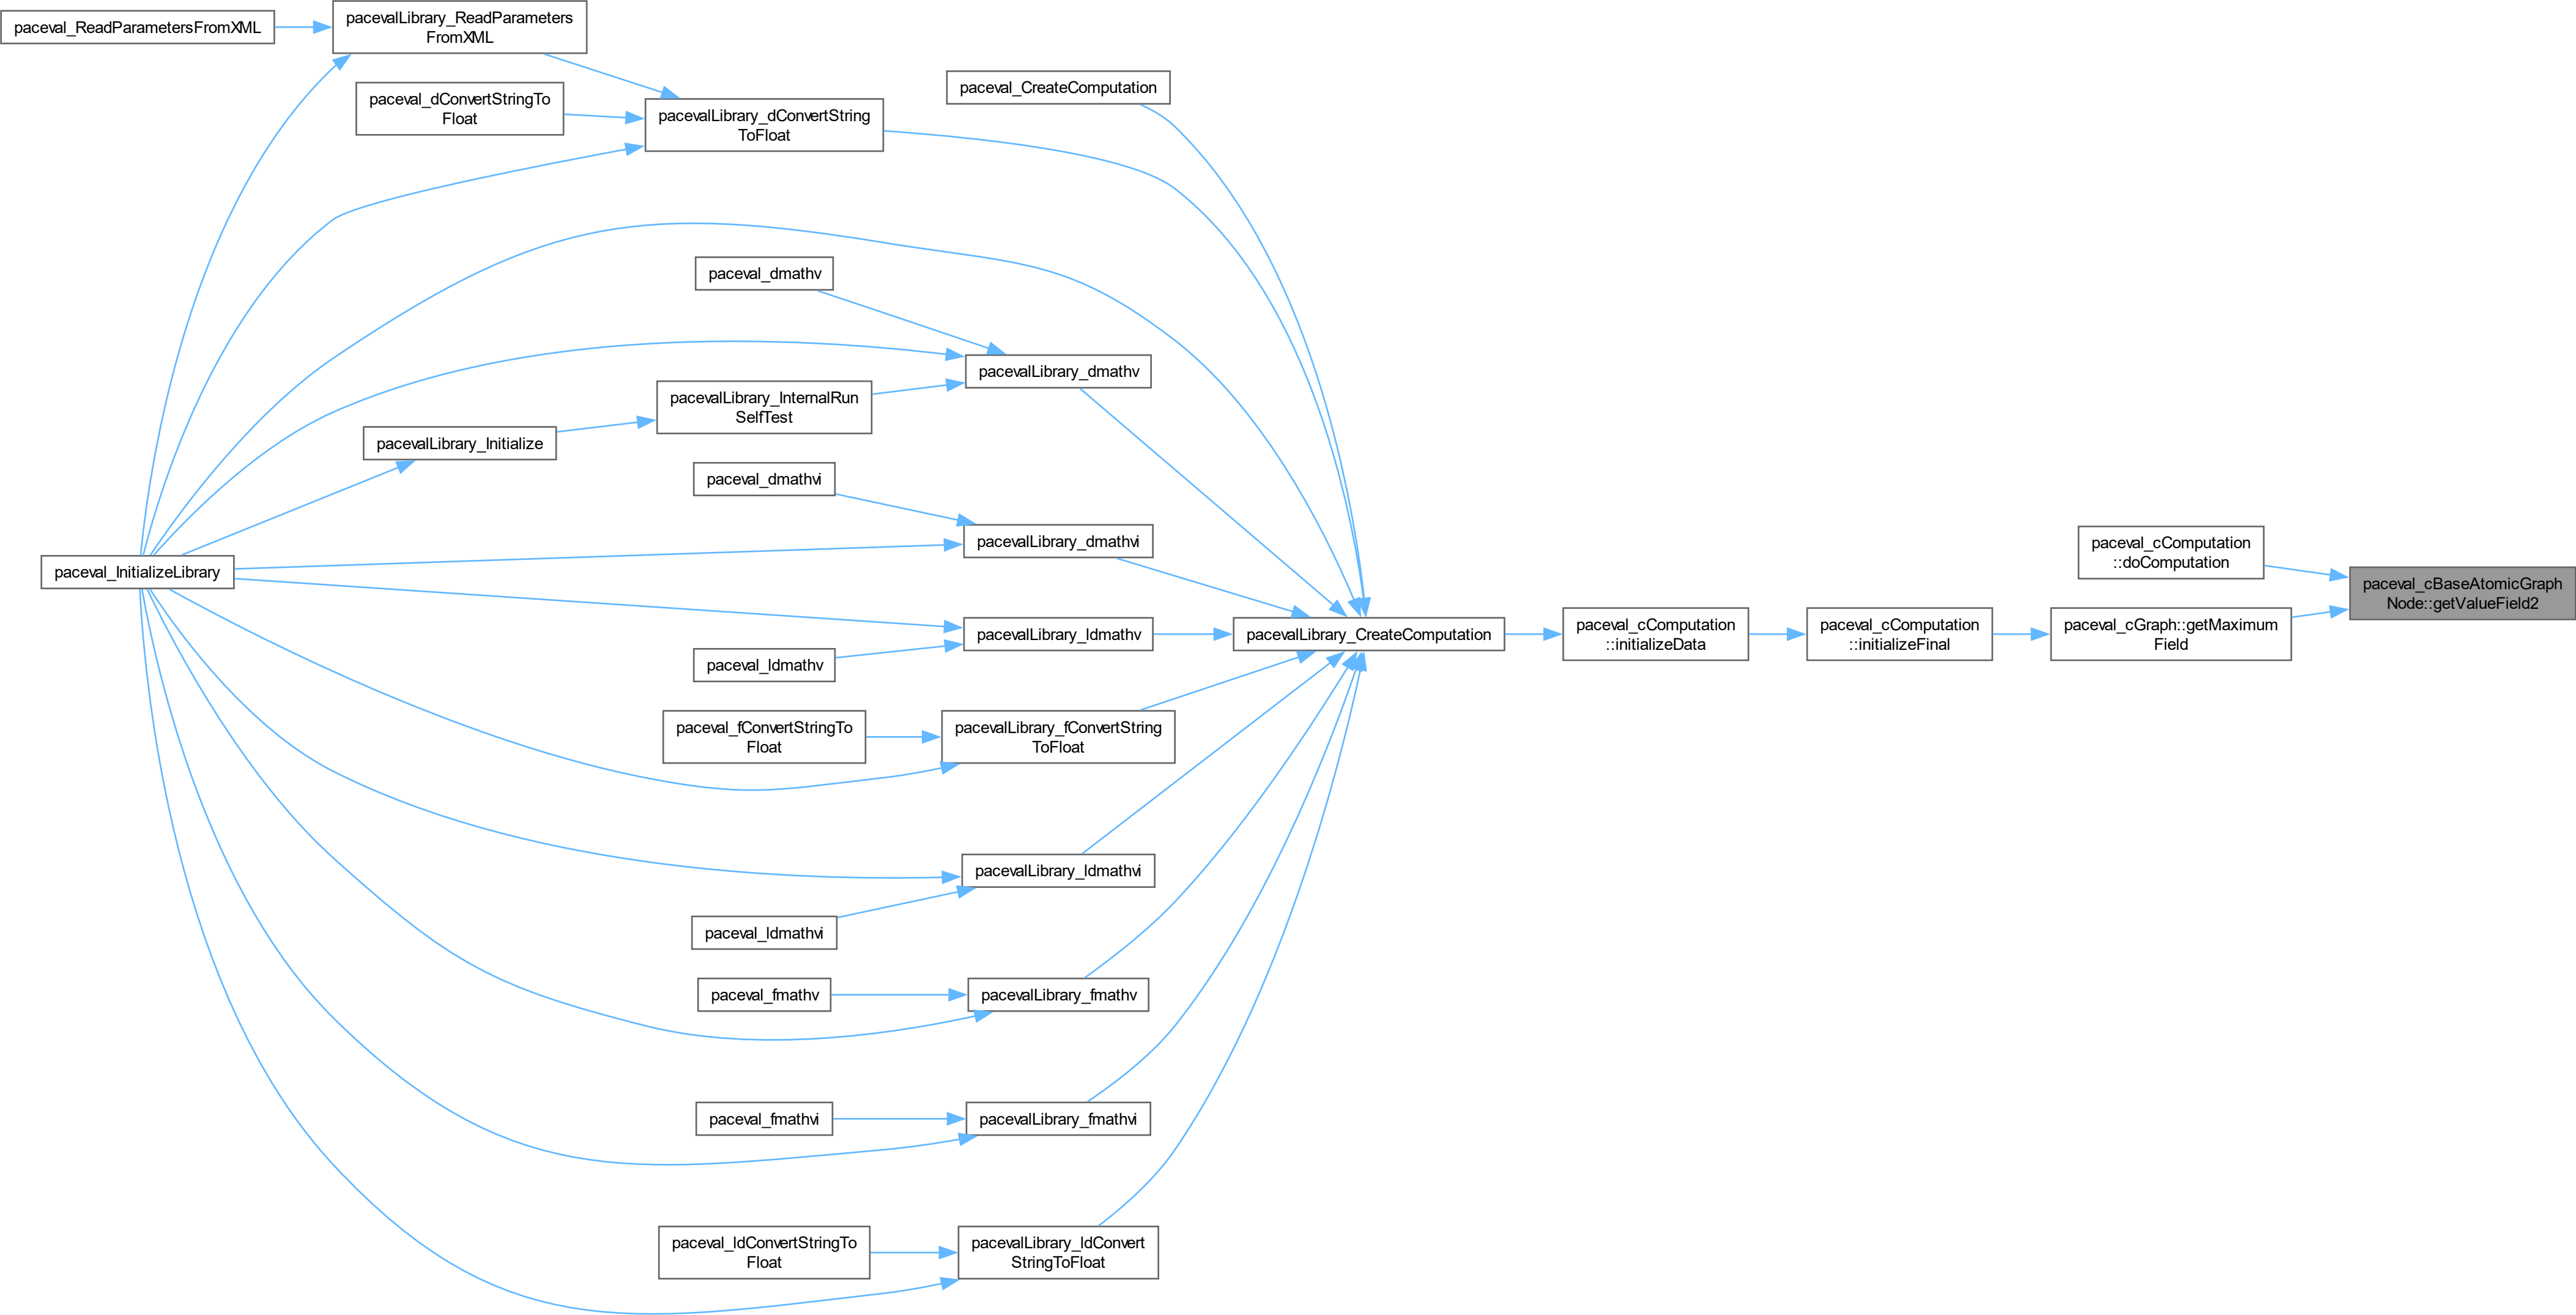 paceval_ReadParametersFromXML
pacevalLibrary_ReadParameters
FromXML
paceval_CreateComputation
paceval_dConvertStringTo
Float
pacevalLibrary_dConvertString
ToFloat
paceval_dmathv
pacevalLibrary_dmathv
pacevalLibrary_InternalRun
SelfTest
pacevalLibrary_Initialize
paceval_dmathvi
pacevalLibrary_dmathvi
paceval_InitializeLibrary
paceval_cComputation
::doComputation
paceval_cBaseAtomicGraph
Node::getValueField2
pacevalLibrary_ldmathv
pacevalLibrary_CreateComputation
paceval_cComputation
::initializeData
paceval_cComputation
::initializeFinal
paceval_cGraph::getMaximum
Field
paceval_ldmathv
paceval_fConvertStringTo
Float
pacevalLibrary_fConvertString
ToFloat
pacevalLibrary_ldmathvi
paceval_ldmathvi
paceval_fmathv
pacevalLibrary_fmathv
paceval_fmathvi
pacevalLibrary_fmathvi
paceval_ldConvertStringTo
Float
pacevalLibrary_ldConvert
StringToFloat